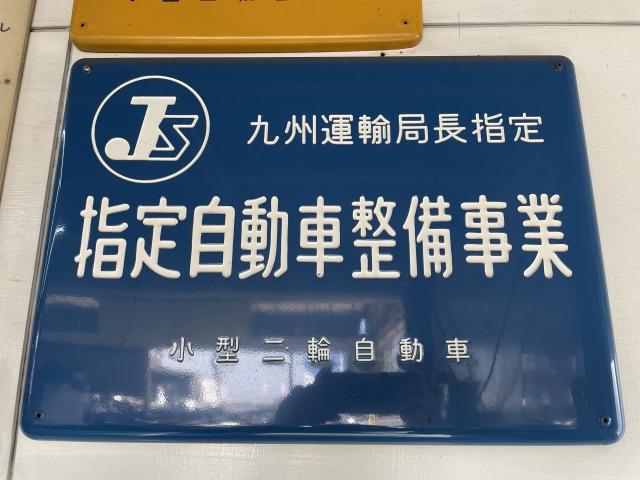 JS
九州運輸局長指定
指定自動車整備事業
小型二輪自動車